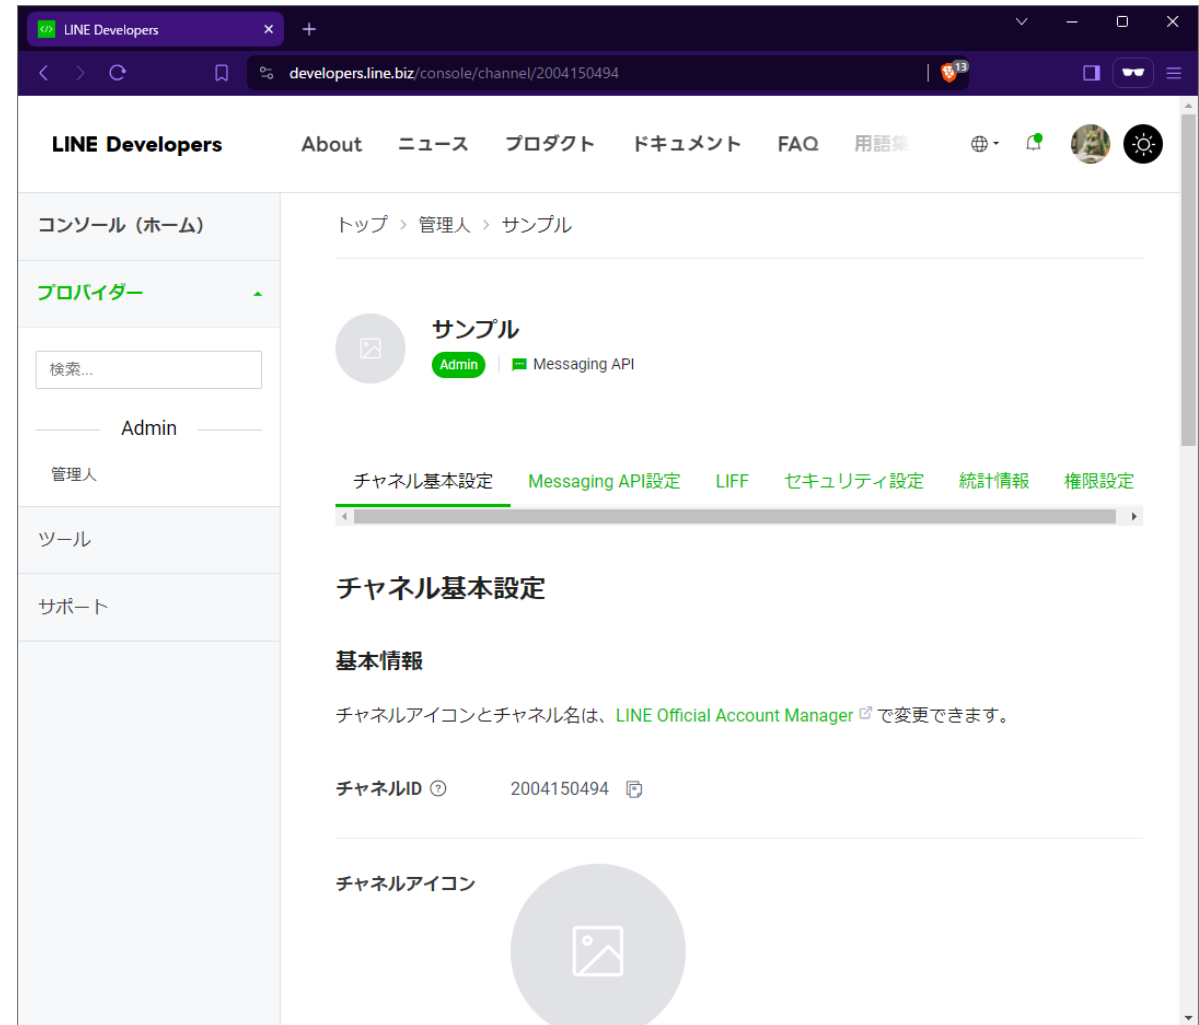 LINE Developers
developers.line.biz/console/channel/2004150494
13
LINE Developers About ニュース プロダクト ドキュメント FAQ 用語集
コンソール（ホーム）
プロバイダー
検索...
Admin
管理人
ツール
サポート
トップ > 管理人 > サンプル
サンプル
Admin Messaging API
チャネル基本設定 Messaging API設定 LIFF セキュリティ設定 統計情報 権限設定
チャネル基本設定
基本情報
チャネルアイコンとチャネル名は、LINE Official Account Managerで変更できます。
チャネルID 2004150494
チャネルアイコン